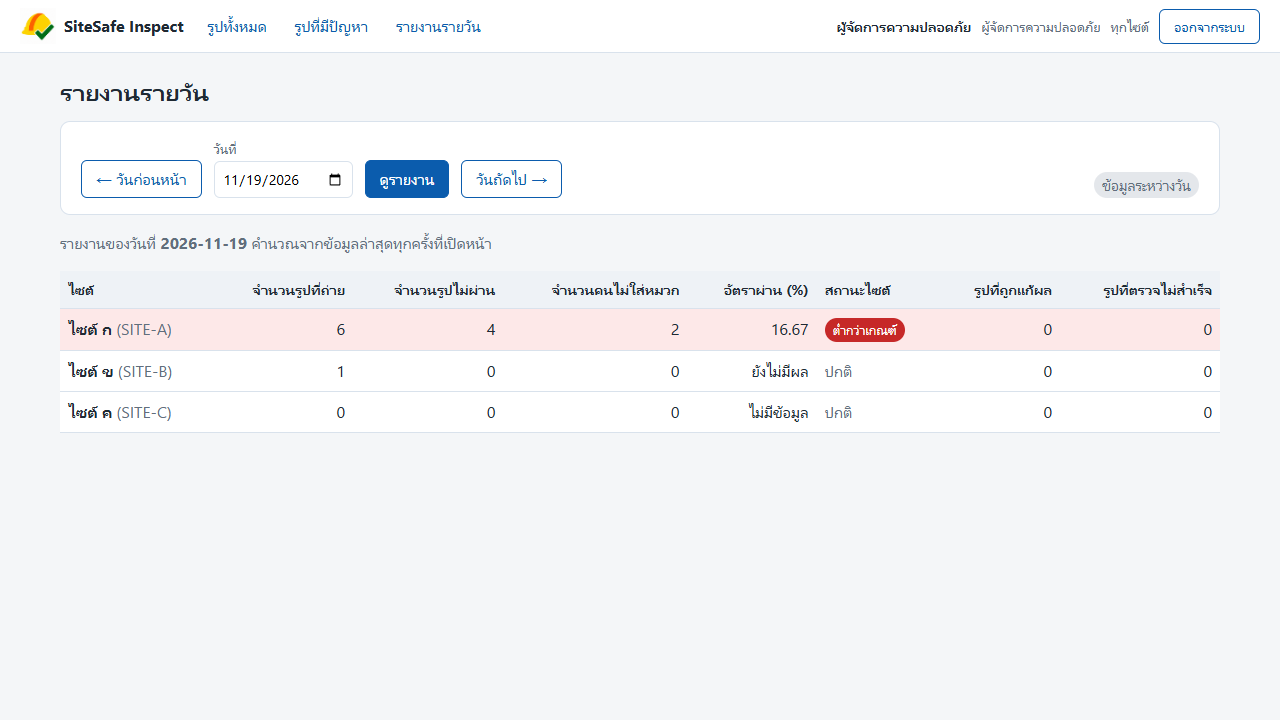 SiteSafe Inspect รูปทั้งหมด รูปที่มีปัญหา รายงานรายวัน ผู้จัดการความปลอดภัย ผู้จัดการความปลอดภัย ทุกไซต์ ออกจากระบบ
รายงานรายวัน
วันที่
← วันก่อนหน้า 11/19/2026 ดูรายงาน วันถัดไป → ข้อมูลระหว่างวัน
รายงานของวันที่ 2026-11-19 คำนวณจากข้อมูลล่าสุดทุกครั้งที่เปิดหน้า
ไซต์ จำนวนรูปที่ถ่าย จำนวนรูปไม่ผ่าน จำนวนคนไม่ใส่หมวก อัตราผ่าน (%) สถานะไซต์ รูปที่ถูกแก้ผล รูปที่ตรวจไม่สำเร็จ
ไซต์ ก (SITE-A) 6 4 2 16.67 ต่ำกว่าเกณฑ์ 0 0
ไซต์ ข (SITE-B) 1 0 0 ยังไม่มีผล ปกติ 0 0
ไซต์ ค (SITE-C) 0 0 0 ไม่มีข้อมูล ปกติ 0 0